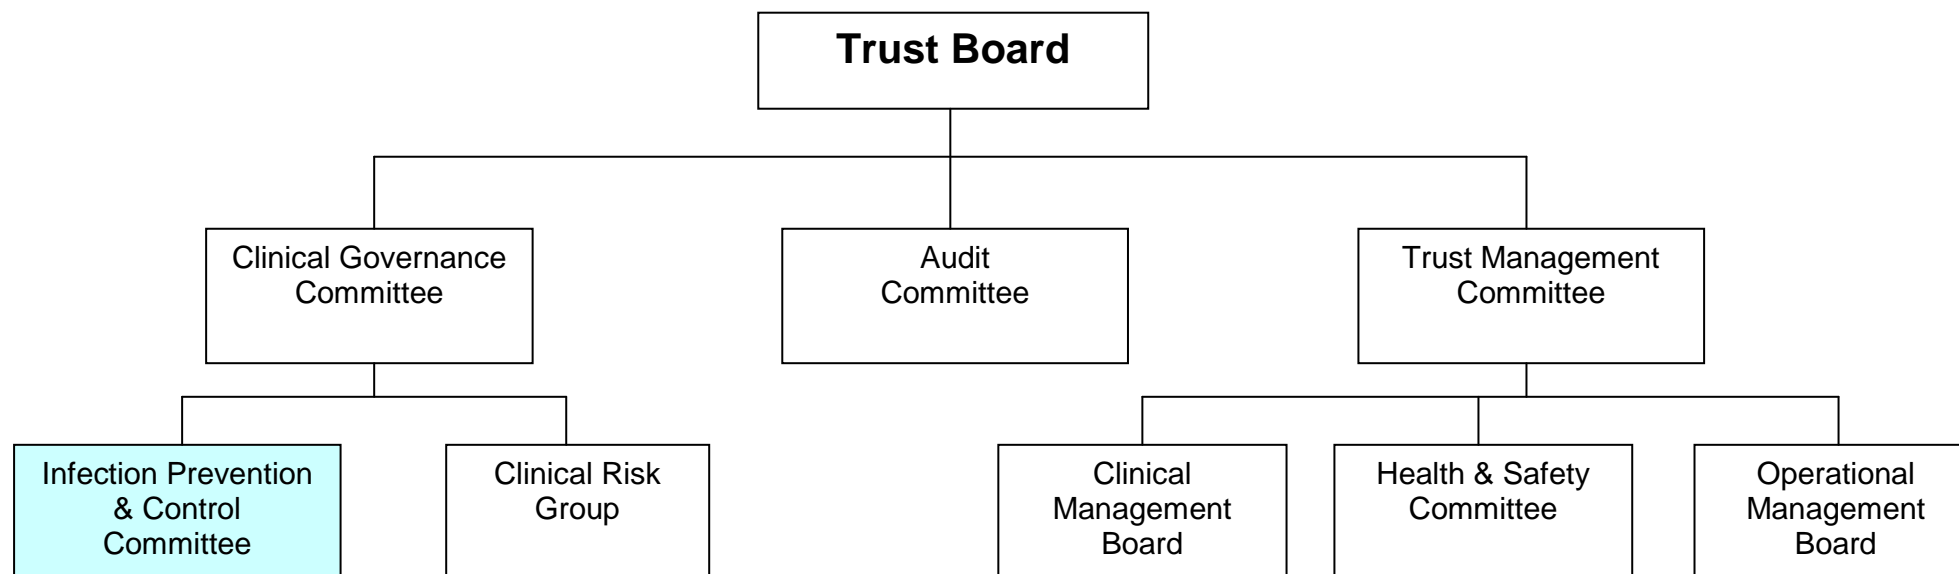 Trust Board
Clinical Governance
Committee
Audit
Committee
Trust Management
Committee
Infection Prevention
& Control
Committee
Clinical Risk
Group
Clinical
Management
Board
Health & Safety
Committee
Operational
Management
Board